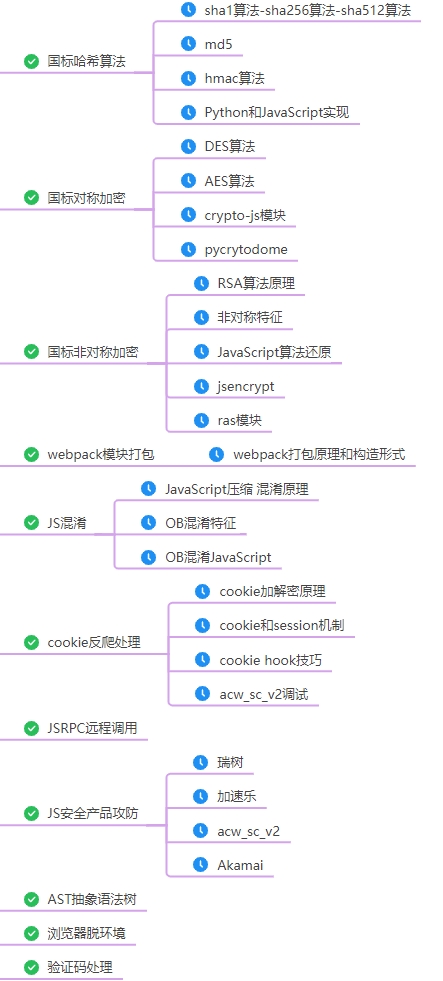 sha1算法-sha256算法-sha512算法
md5
国标哈希算法
hmac算法
Python和JavaScript实现
DES算法
AES算法
国标对称加密
crypto-js模块
pycrytodome
RSA算法原理
非对称特征
国标非对称加密
JavaScript算法还原
jsencrypt
ras模块
webpack模块打包
webpack打包原理和构造形式
JavaScript压缩 混淆原理
JS混淆
OB混淆特征
OB混淆JavaScript
cookie加解密原理
cookie和session机制
cookie反爬处理
cookie hook技巧
acw_sc_v2调试
JSRPC远程调用
瑞树
加速乐
JS安全产品攻防
acw_sc_v2
Akamai
AST抽象语法树
浏览器脱环境
验证码处理